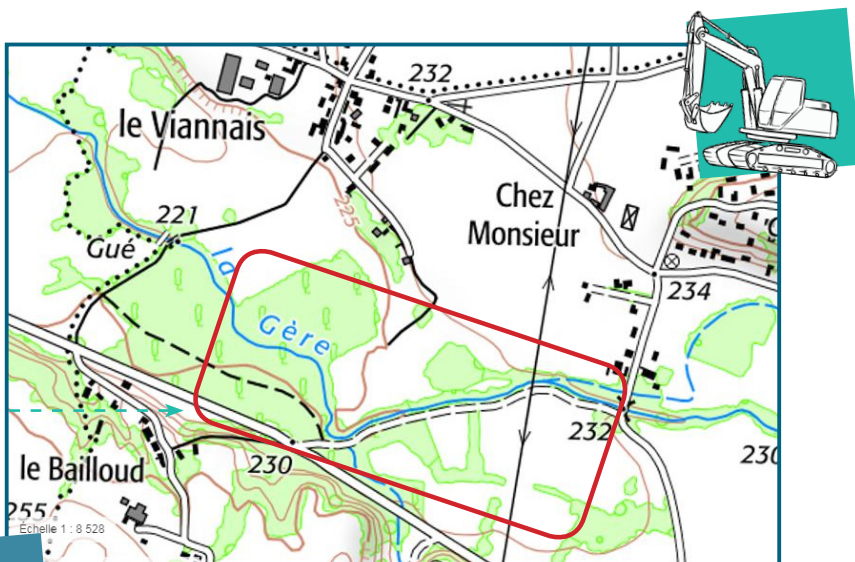 232
le Viannais
Chez
Monsieur
225
221
Gué
la
Gère
234
232
230
230
le Bailloud
255
Échelle 1 : 8 528